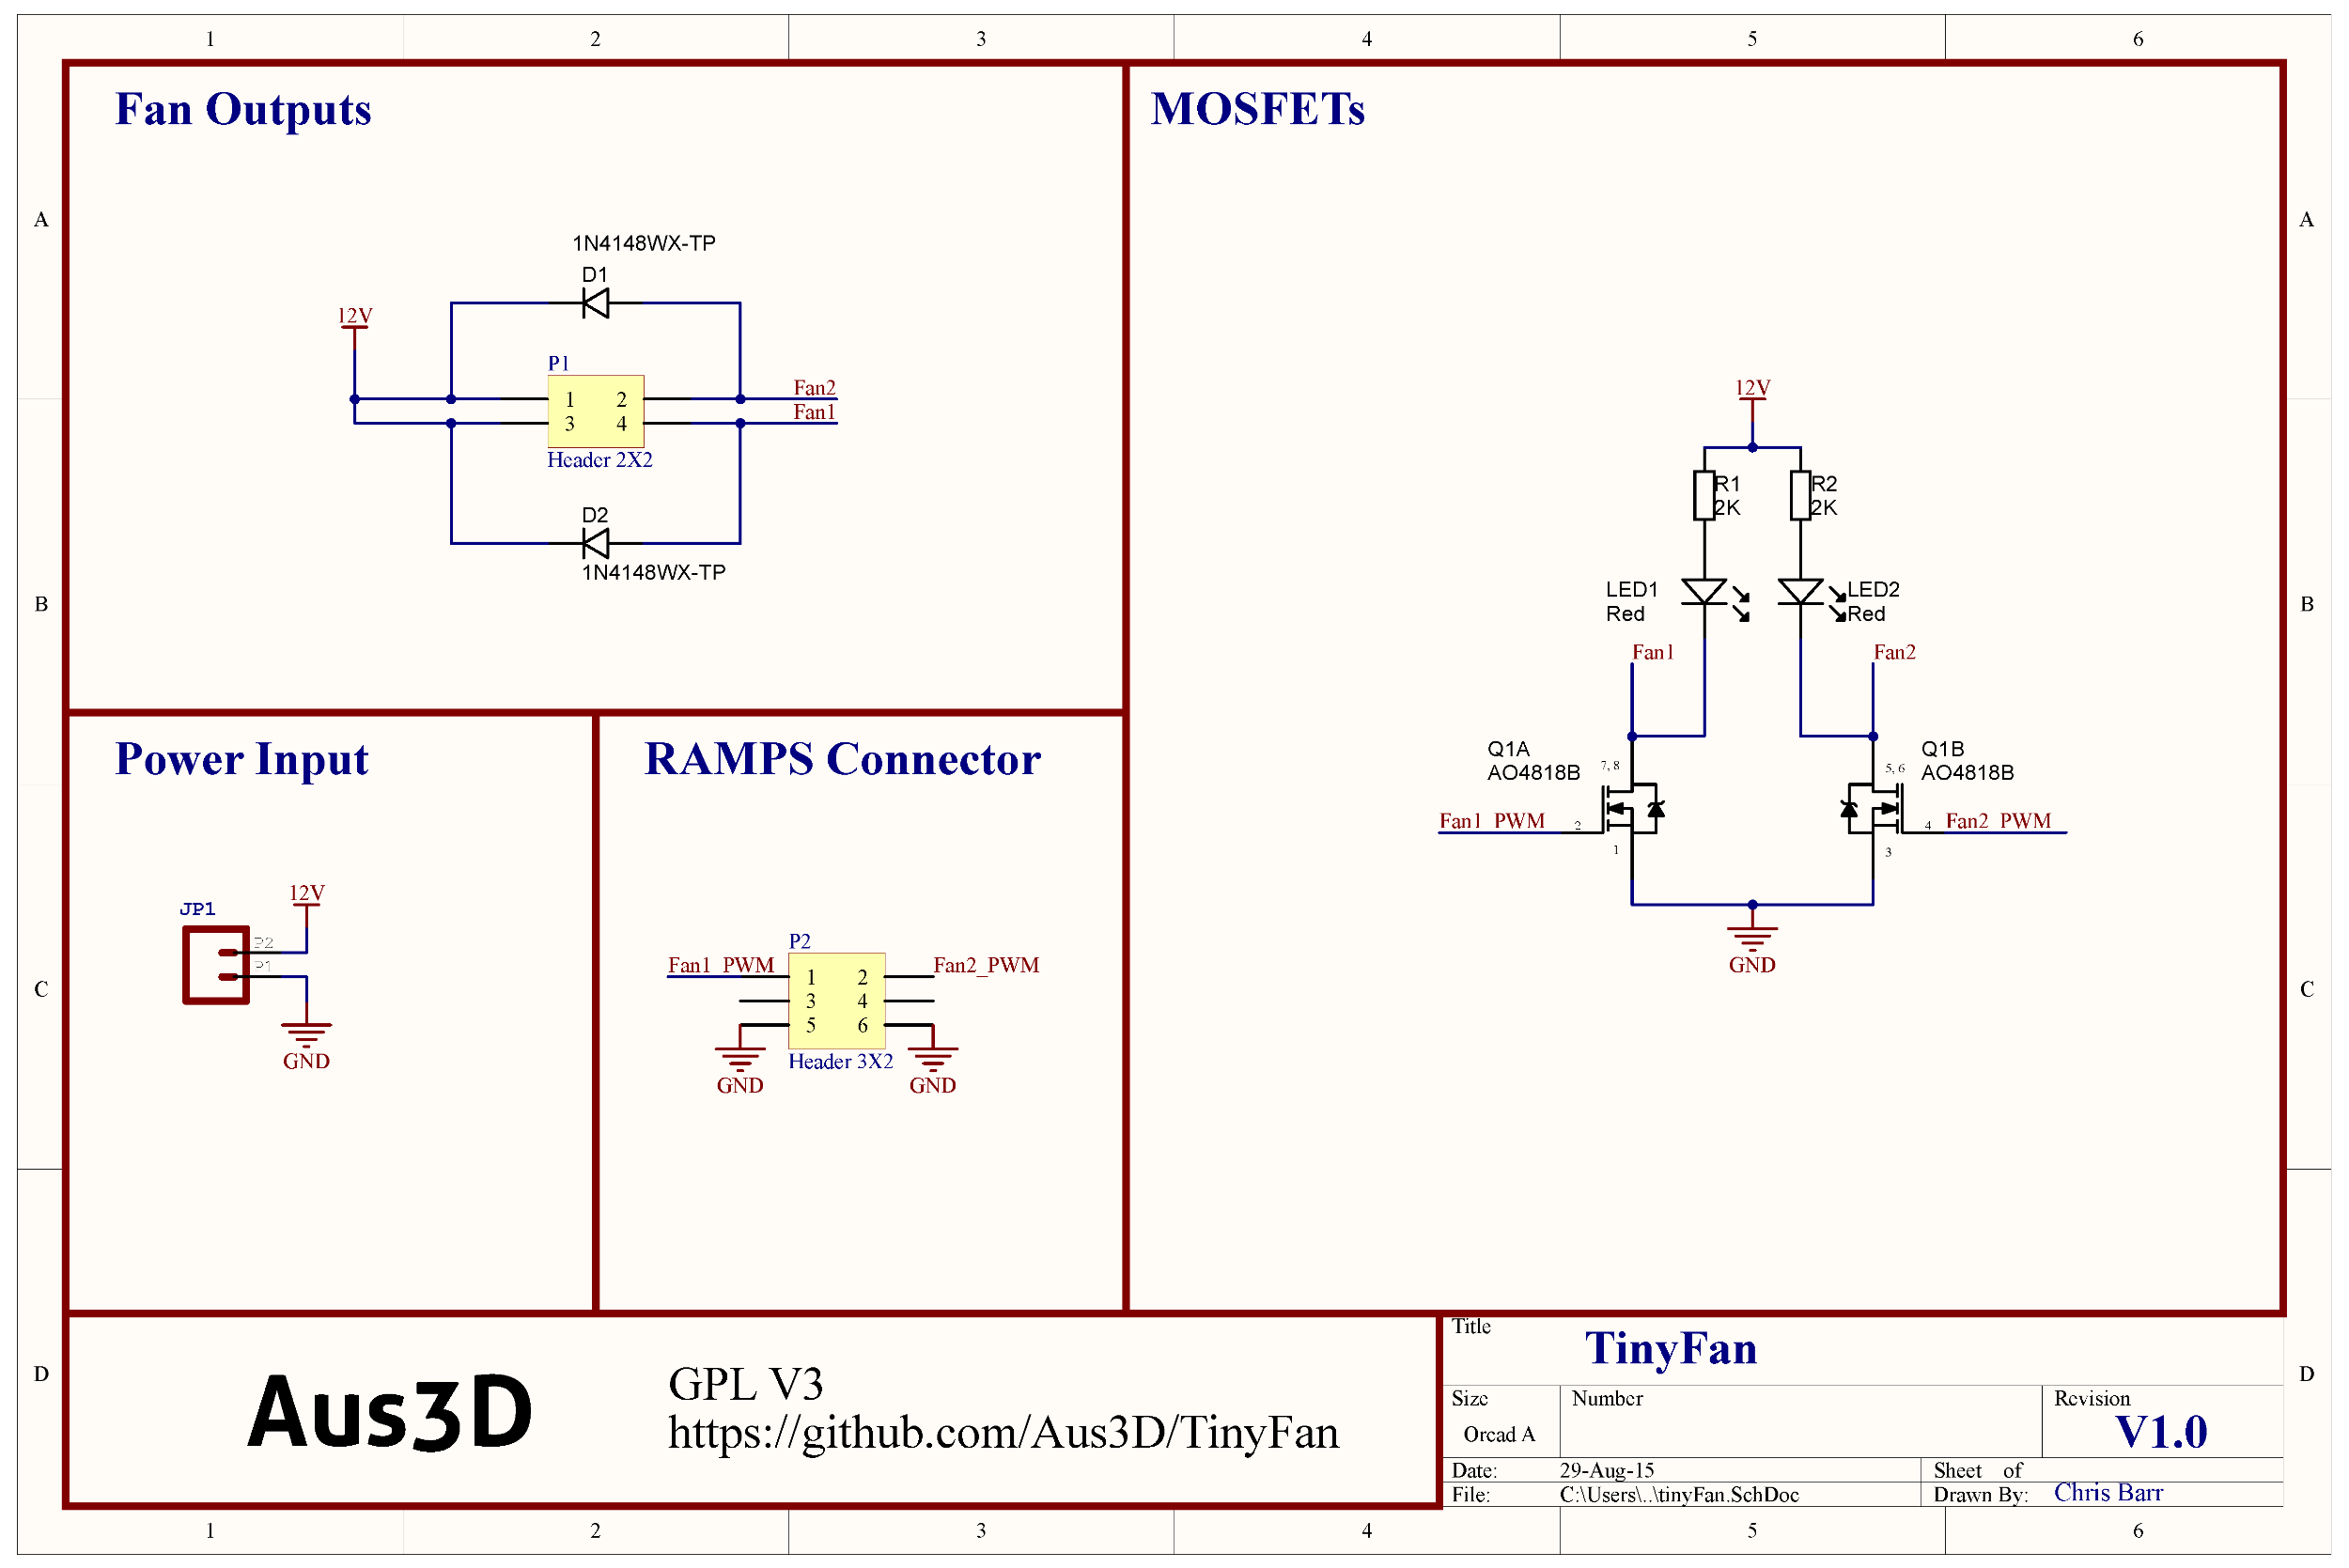 1 2 3 4 5 6
Fan Outputs
MOSFETs
A
A
1N4148WX-TP
D1
12V
P1
1 2
3 4
Fan2
Fan1
Header 2X2
D2
1N4148WX-TP
12V
R1
2K
R2
2K
LED1
Red
LED2
Red
B
B
Fan1
Fan2
Q1A
AO4818B
7, 8
5, 6
Q1B
AO4818B
Fan1_PWM
2
1
4
Fan2_PWM
3
GND
Power Input
JP1
12V
P2
P1
GND
RAMPS Connector
P2
Fan1_PWM
1 2
Fan2_PWM
3 4
5 6
Header 3X2
GND
GND
C
C
D
D
Aus3D
GPL V3
https://github.com/Aus3D/TinyFan
Title
TinyFan
Size
Orcad A
Number
Revision
V1.0
Date: 29-Aug-15
Sheet of
File: C:\Users\..\tinyFan.SchDoc
Drawn By: Chris Barr
1 2 3 4 5 6